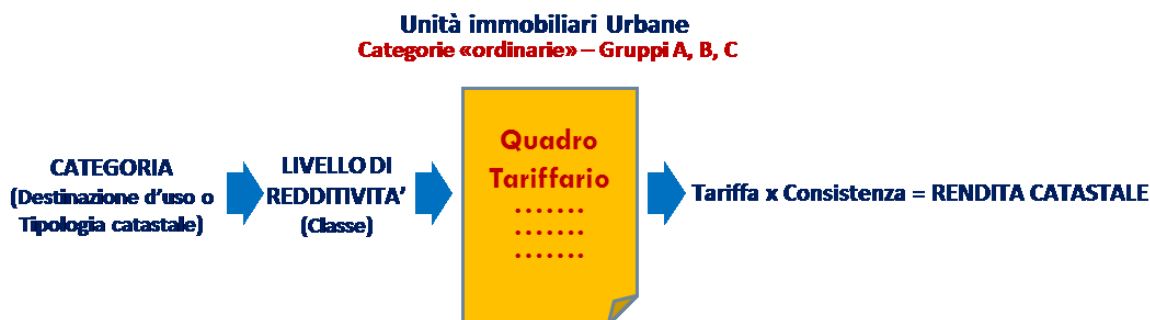 Unità immobiliari Urbane
Categorie «ordinarie» – Gruppi A, B, C
CATEGORIA
(Destinazione d'uso o
Tipologia catastale)
LIVELLO DI
REDDITIVITA'
(Classe)
Quadro
Tariffario
.......
.......
.......
Tariffa x Consistenza = RENDITA CATASTALE